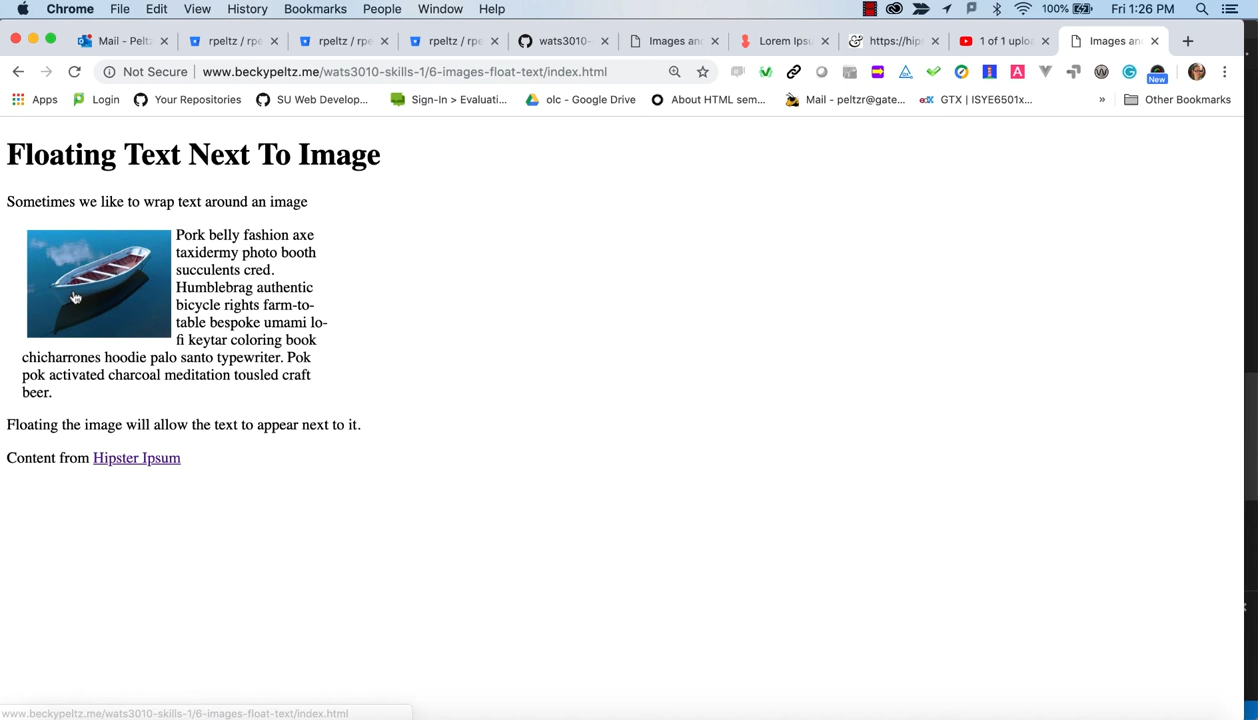 Chrome File Edit View History Bookmarks People Window Help 100% Fri 1:26 PM
Mail - Peltz rpeltz / rpe rpeltz / rpe rpeltz / rpe wats3010- Images and Lorem Ipsu https://hips 1 of 1 uploa Images and
Not Secure www.beckypeltz.me/wats3010-skills-1/6-images-float-text/index.html New
Apps Login Your Repositories SU Web Develop... Sign-In > Evaluati... olc - Google Drive About HTML sem... Mail - peltzr@gate... edX GTX | ISYE6501x... » Other Bookmarks
Floating Text Next To Image
Sometimes we like to wrap text around an image
Pork belly fashion axe
taxidermy photo booth
succulents cred.
Humblebrag authentic
bicycle rights farm-to-
table bespoke umami lo-
fi keytar coloring book
chicharrones hoodie palo santo typewriter. Pok
pok activated charcoal meditation tousled craft
beer.
Floating the image will allow the text to appear next to it.
Content from Hipster Ipsum
www.beckypeltz.me/wats3010-skills-1/6-images-float-text/index.html